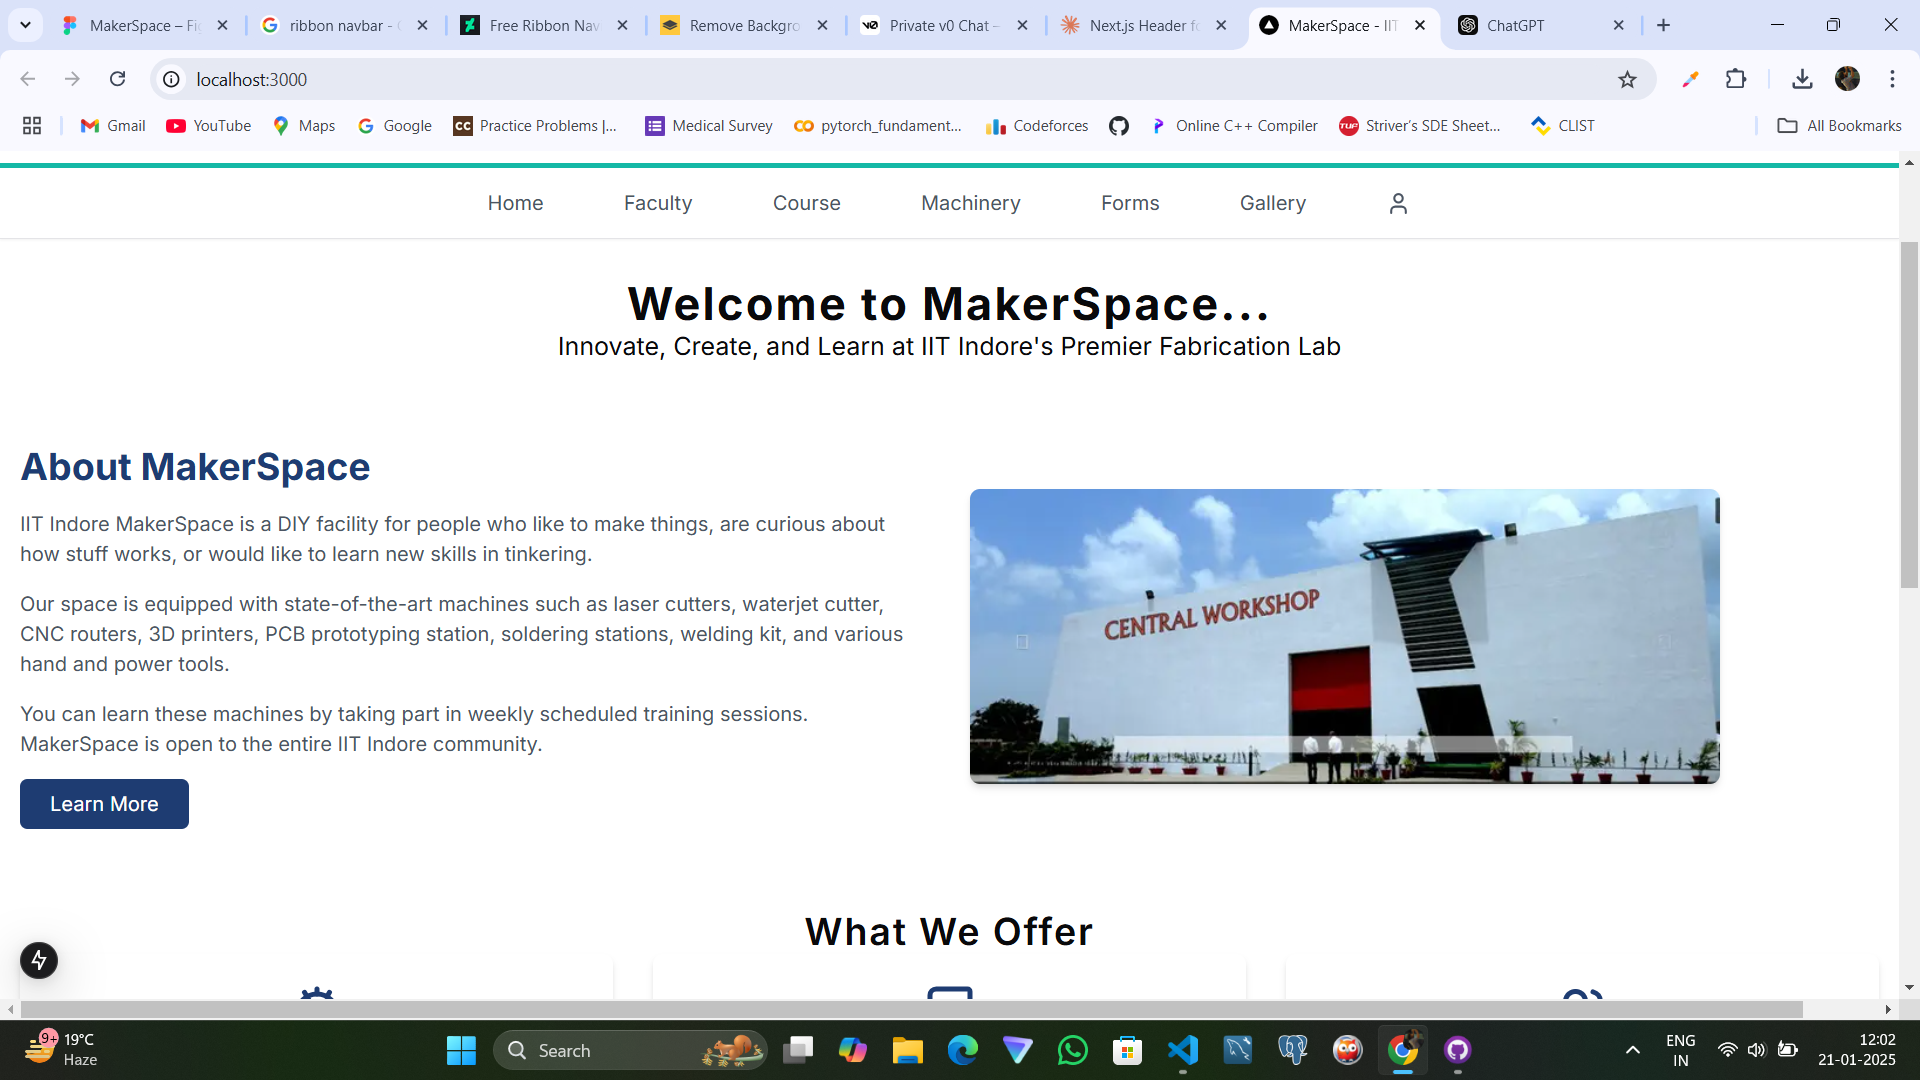 MakerSpace – Fi
ribbon navbar -
Free Ribbon Nav
Remove Backgro
Private v0 Chat –
Next.js Header fo
MakerSpace - IIT
ChatGPT
localhost:3000
Gmail
YouTube
Maps
Google
Practice Problems |...
Medical Survey
pytorch_fundament...
Codeforces
Online C++ Compiler
Striver's SDE Sheet...
CLIST
All Bookmarks
Home
Faculty
Course
Machinery
Forms
Gallery
Welcome to MakerSpace...
Innovate, Create, and Learn at IIT Indore's Premier Fabrication Lab
About MakerSpace
IIT Indore MakerSpace is a DIY facility for people who like to make things, are curious about
how stuff works, or would like to learn new skills in tinkering.
Our space is equipped with state-of-the-art machines such as laser cutters, waterjet cutter,
CNC routers, 3D printers, PCB prototyping station, soldering stations, welding kit, and various
hand and power tools.
You can learn these machines by taking part in weekly scheduled training sessions.
MakerSpace is open to the entire IIT Indore community.
Learn More
CENTRAL WORKSHOP
What We Offer
9+
19°C
Haze
Search
ENG
IN
12:02
21-01-2025